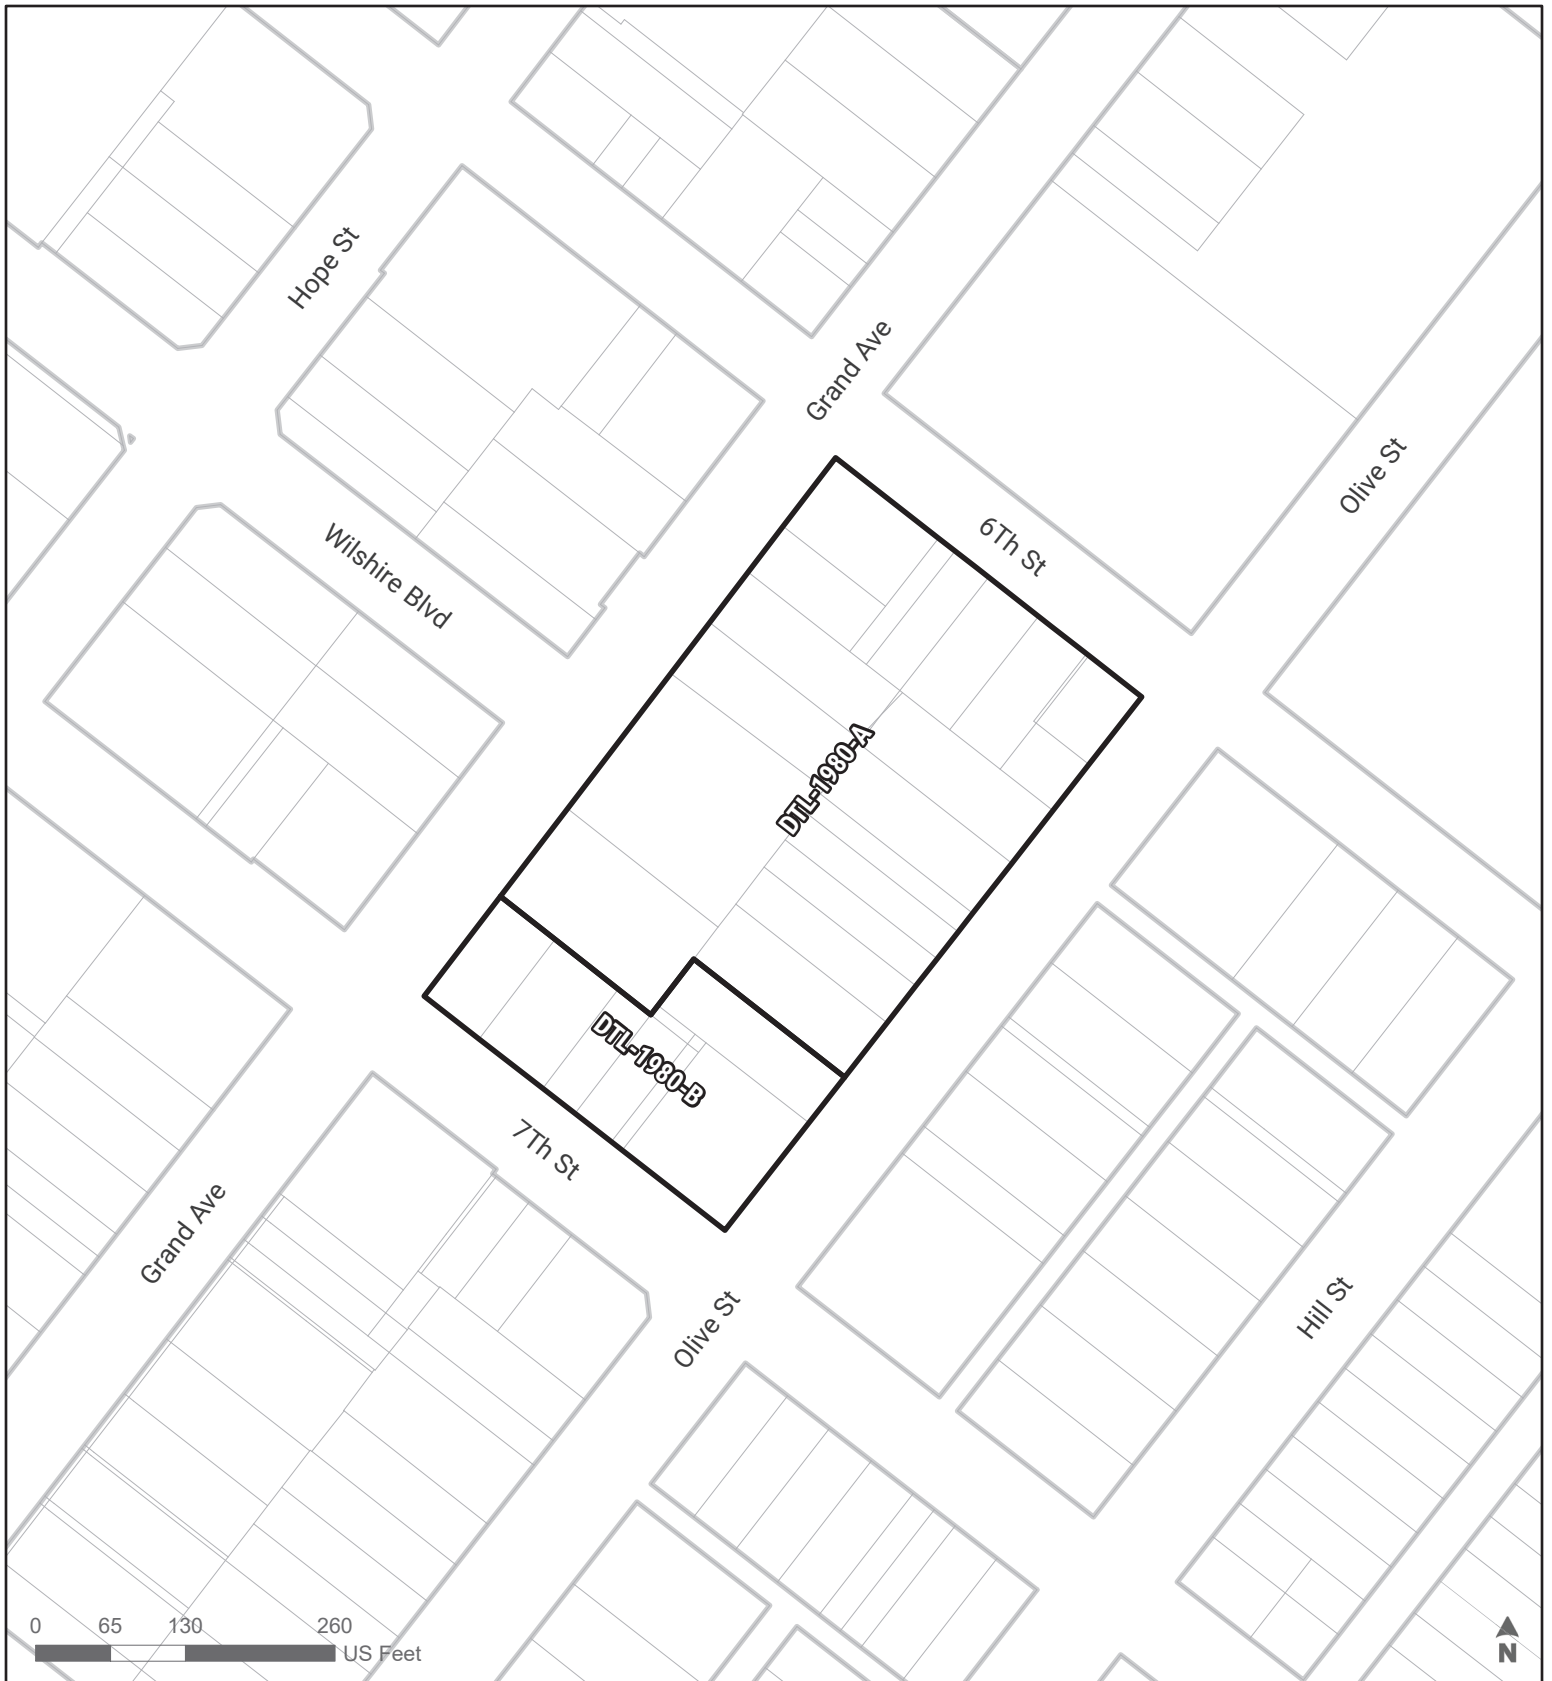 Hope St
Grand Ave
Olive St
6Th St
Wilshire Blvd
DTL-1980-A
DTL-1980-B
7Th St
Grand Ave
Olive St
Hill St
0 65 130 260
US Feet
N